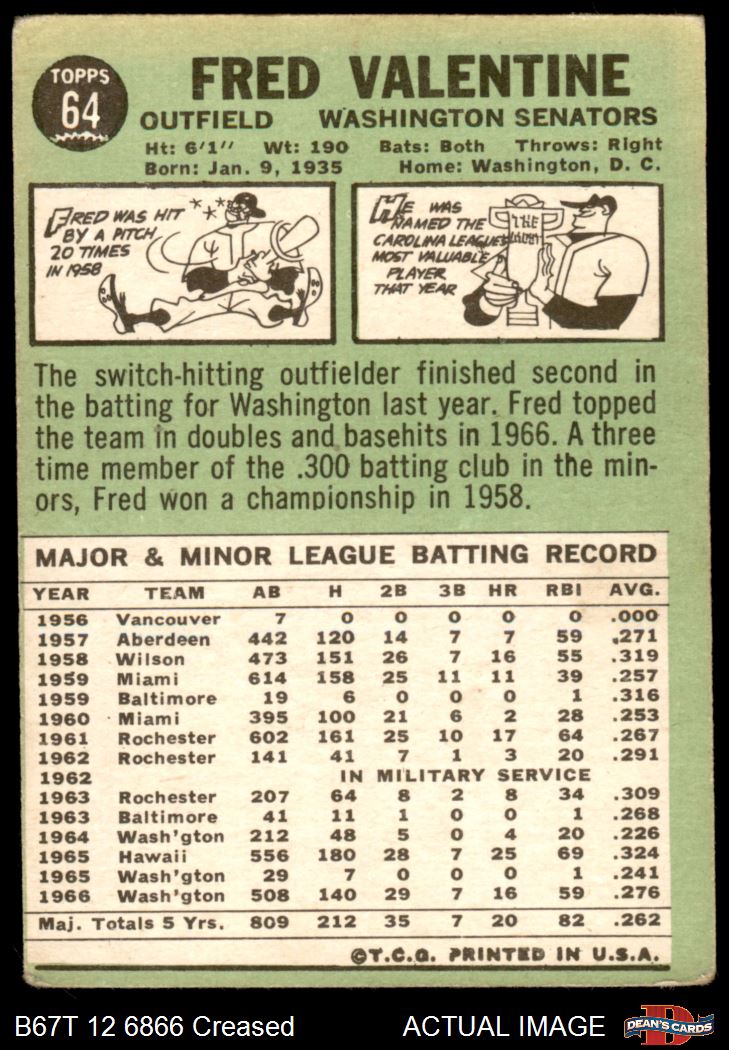 TOPPS
64
FRED VALENTINE
OUTFIELD WASHINGTON SENATORS
Ht: 6'1" Wt: 190 Bats: Both Throws: Right
Born: Jan. 9, 1935 Home: Washington, D. C.
FRED WAS HIT
BY A PITCH
20 TIMES
IN 1958
HE WAS
NAMED THE
CAROLINA LEAGUE'S
MOST VALUABLE
PLAYER
THAT YEAR
THE
MOST
The switch-hitting outfielder finished second in
the batting for Washington last year. Fred topped
the team in doubles and basehits in 1966. A three
time member of the .300 batting club in the min-
ors, Fred won a championship in 1958.
MAJOR & MINOR LEAGUE BATTING RECORD
YEAR TEAM AB H 2B 3B HR RBI AVG.
1956 Vancouver 7 0 0 0 0 0 .000
1957 Aberdeen 442 120 14 7 7 59 .271
1958 Wilson 473 151 26 7 16 55 .319
1959 Miami 614 158 25 11 11 39 .257
1959 Baltimore 19 6 0 0 0 1 .316
1960 Miami 395 100 21 6 2 28 .253
1961 Rochester 602 161 25 10 17 64 .267
1962 Rochester 141 41 7 1 3 20 .291
1962 IN MILITARY SERVICE
1963 Rochester 207 64 8 2 8 34 .309
1963 Baltimore 41 11 1 0 0 1 .268
1964 Wash'gton 212 48 5 0 4 20 .226
1965 Hawaii 556 180 28 7 25 69 .324
1965 Wash'gton 29 7 0 0 0 1 .241
1966 Wash'gton 508 140 29 7 16 59 .276
Maj. Totals 5 Yrs. 809 212 35 7 20 82 .262
©T.C.G. PRINTED IN U.S.A.
B67T 12 6866 Creased ACTUAL IMAGE
DEAN'S CARDS